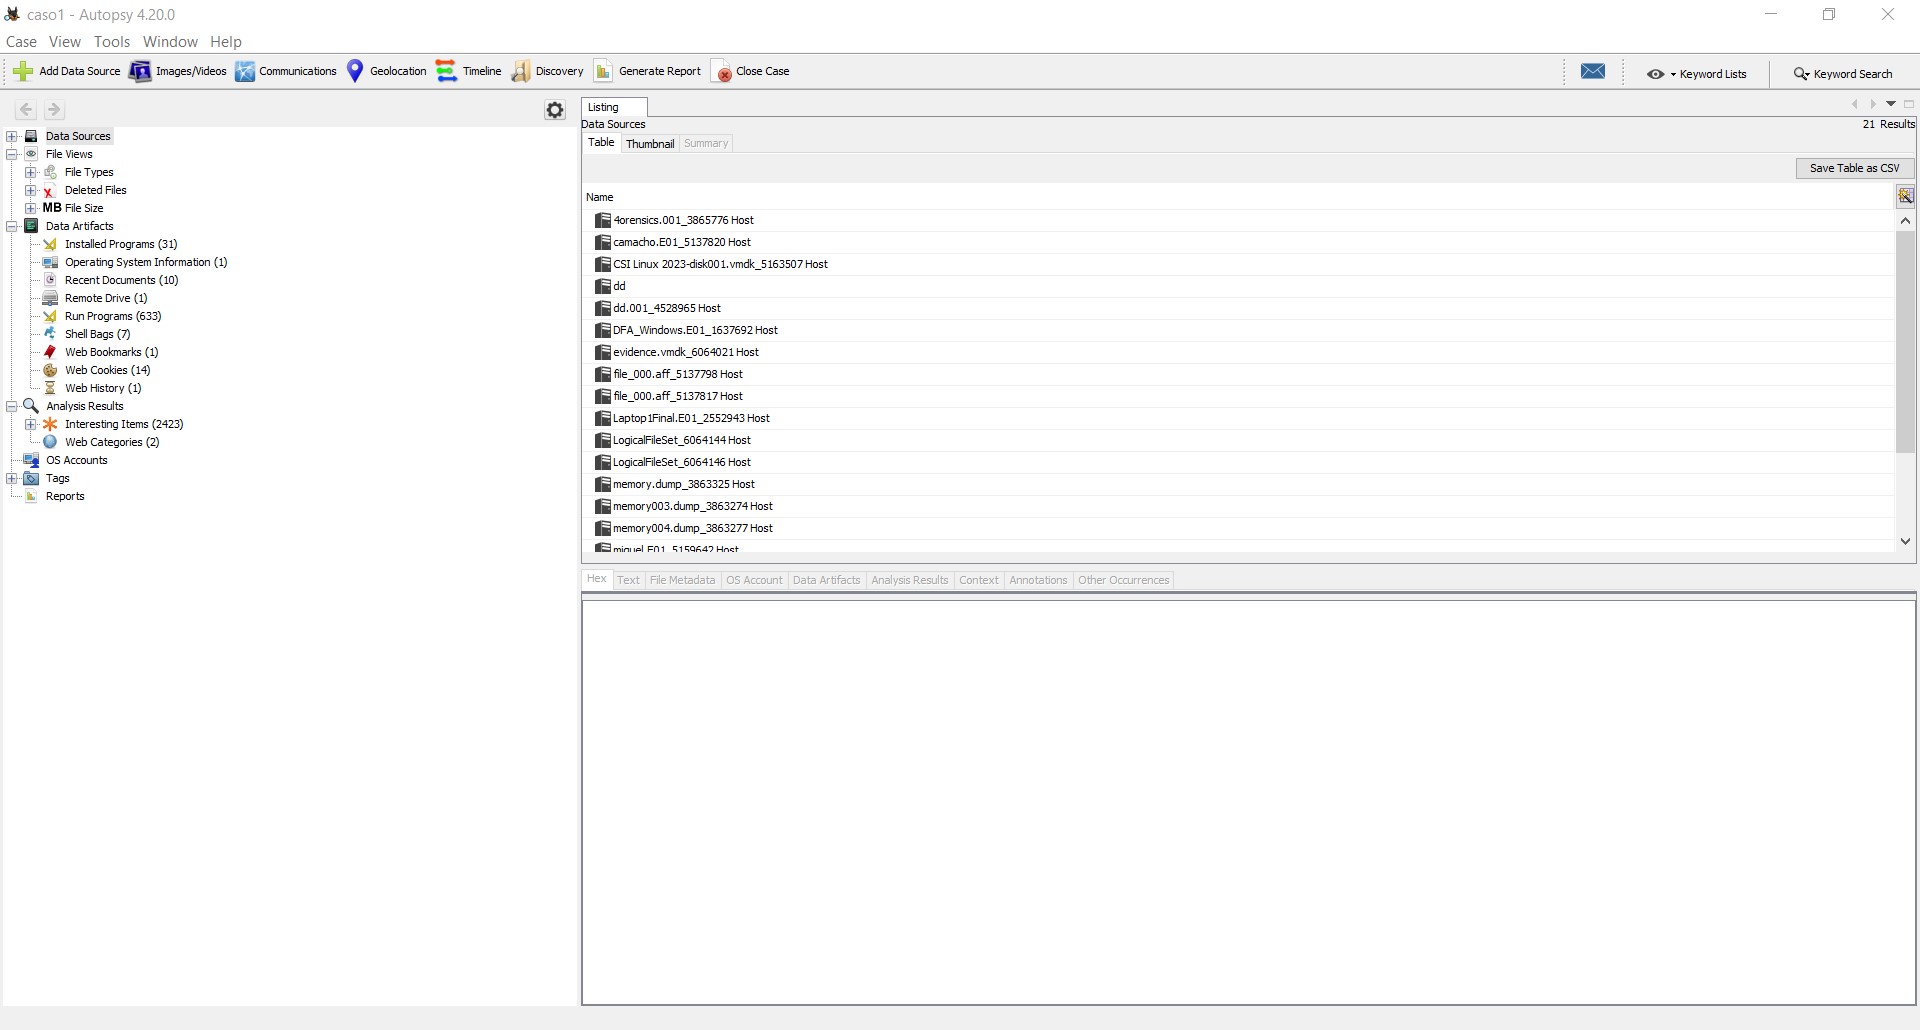 caso1 - Autopsy 4.20.0
Case View Tools Window Help
Add Data Source Images/Videos Communications Geolocation Timeline Discovery Generate Report Close Case Keyword Lists Keyword Search
Data Sources
File Views
File Types
Deleted Files
MB File Size
Data Artifacts
Installed Programs (31)
Operating System Information (1)
Recent Documents (10)
Remote Drive (1)
Run Programs (633)
Shell Bags (7)
Web Bookmarks (1)
Web Cookies (14)
Web History (1)
Analysis Results
Interesting Items (2423)
Web Categories (2)
OS Accounts
Tags
Reports
Listing
Data Sources 21 Results
Table Thumbnail Summary
Save Table as CSV
Name
4orensics.001_3865776 Host
camacho.E01_5137820 Host
CSI Linux 2023-disk001.vmdk_5163507 Host
dd
dd.001_4528965 Host
DFA_Windows.E01_1637692 Host
evidence.vmdk_6064021 Host
file_000.aff_5137798 Host
file_000.aff_5137817 Host
Laptop1Final.E01_2552943 Host
LogicalFileSet_6064144 Host
LogicalFileSet_6064146 Host
memory.dump_3863325 Host
memory003.dump_3863274 Host
memory004.dump_3863277 Host
miguel.E01_5159642 Host
Hex Text File Metadata OS Account Data Artifacts Analysis Results Context Annotations Other Occurrences